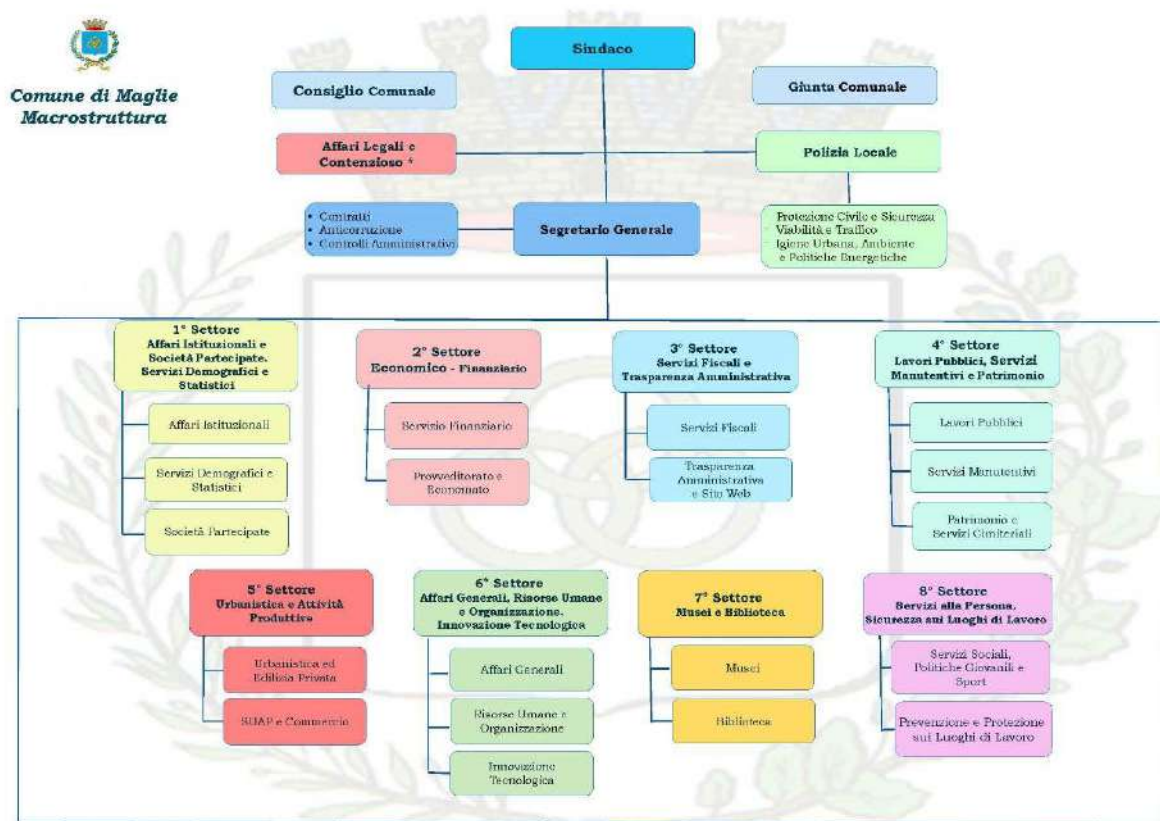 Comune di Maglie
Macrostruttura
Sindaco
Consiglio Comunale
Giunta Comunale
Affari Legali e
Contenzioso *
Polizia Locale
• Contratti
• Anticorruzione
• Controlli Amministrativi
Segretario Generale
Protezione Civile e Sicurezza
Viabilità e Traffico
Igiene Urbana, Ambiente
e Politiche Energetiche
1° Settore
Affari Istituzionali e
Società Partecipate.
Servizi Demografici e
Statistici
Affari Istituzionali
Servizi Demografici e
Statistici
Società Partecipate
2° Settore
Economico - Finanziario
Servizio Finanziario
Provveditorato e
Economato
3° Settore
Servizi Fiscali e
Trasparenza Amministrativa
Servizi Fiscali
Trasparenza
Amministrativa
e Sito Web
4° Settore
Lavori Pubblici, Servizi
Manutentivi e Patrimonio
Lavori Pubblici
Servizi Manutentivi
Patrimonio e
Servizi Cimiteriali
5° Settore
Urbanistica e Attività
Produttive
Urbanistica ed
Edilizia Privata
SUAP e Commercio
6° Settore
Affari Generali, Risorse Umane
e Organizzazione.
Innovazione Tecnologica
Affari Generali
Risorse Umane e
Organizzazione
Innovazione
Tecnologica
7° Settore
Musei e Biblioteca
Musei
Biblioteca
8° Settore
Servizi alla Persona.
Sicurezza sui Luoghi di Lavoro
Servizi Sociali,
Politiche Giovanili e
Sport
Prevenzione e Protezione
sui Luoghi di Lavoro